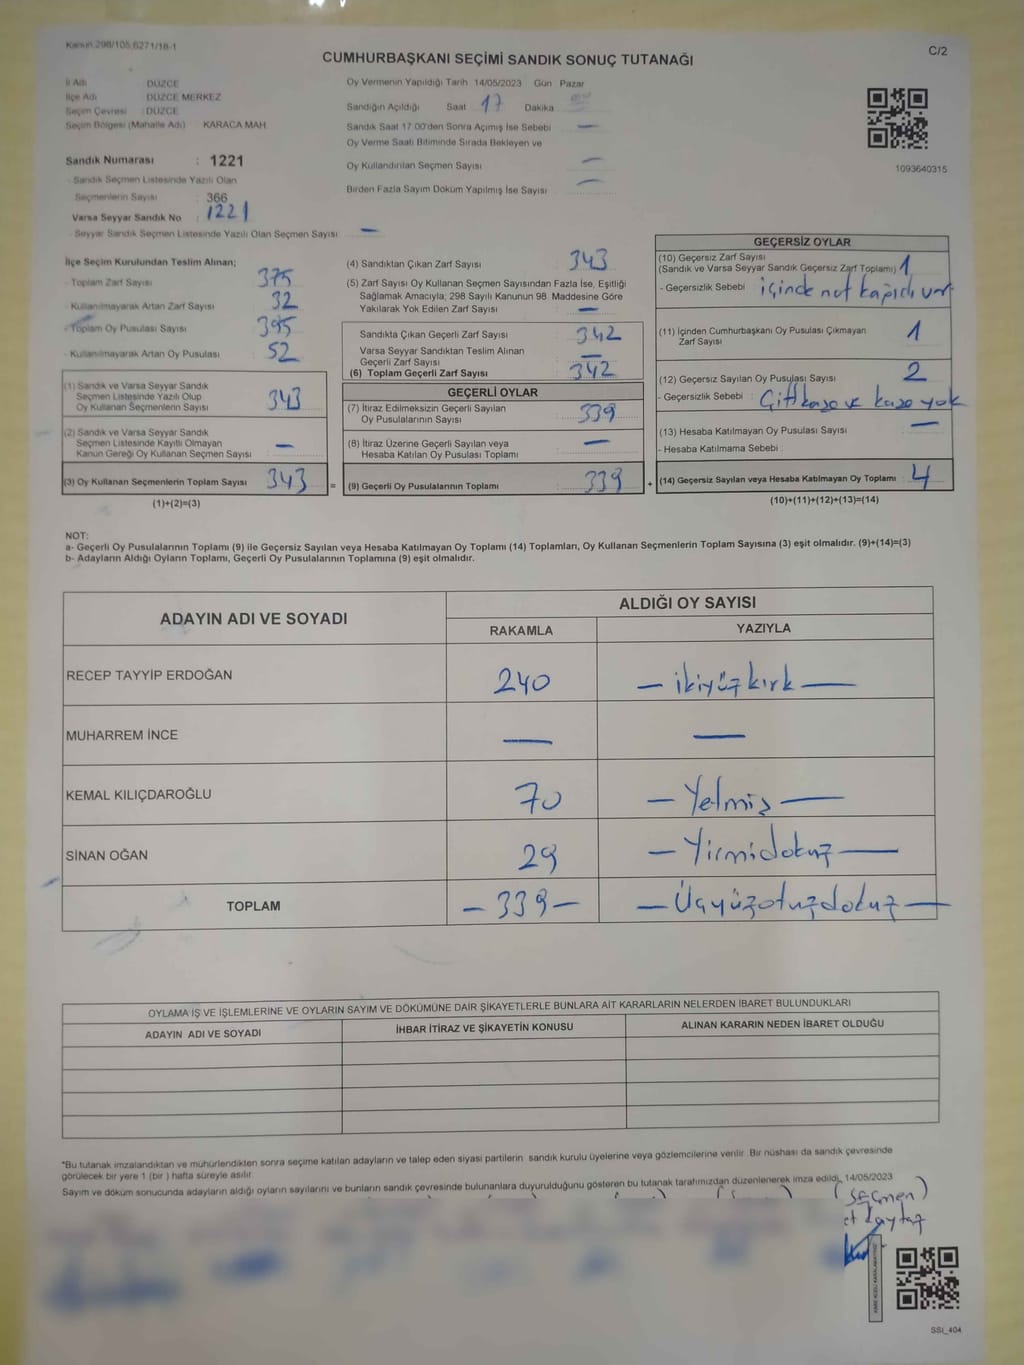 Kanun.298/105,6271/18-1
C/2
CUMHURBAŞKANI SEÇİMİ SANDIK SONUÇ TUTANAĞI
İl Adı DÜZCE
İlçe Adı DÜZCE MERKEZ
Seçim Çevresi : DÜZCE
Seçim Bölgesi (Mahalle Adı) KARACA MAH.
Sandık Numarası : 1221
- Sandık Seçmen Listesinde Yazılı Olan
Seçmenlerin Sayısı : 366
Varsa Seyyar Sandık No : 1221
- Seyyar Sandık Seçmen Listesinde Yazılı Olan Seçmen Sayısı —
Oy Vermenin Yapıldığı Tarih 14/05/2023 Gün Pazar
Sandığın Açıldığı Saat 17 Dakika
Sandık Saat 17:00'den Sonra Açımış İse Sebebi —
Oy Verme Saati Bitiminde Sırada Bekleyen ve
Oy Kullandırılan Seçmen Sayısı —
Birden Fazla Sayım Döküm Yapılmış İse Sayısı —
1093640315
İlçe Seçim Kurulundan Teslim Alınan;
- Toplam Zarf Sayısı 375
- Kullanılmayarak Artan Zarf Sayısı 32
- Toplam Oy Pusulası Sayısı 395
- Kullanılmayarak Artan Oy Pusulası 52
(1) Sandık ve Varsa Seyyar Sandık
Seçmen Listesinde Yazılı Olup
Oy Kullanan Seçmenlerin Sayısı 343
(2) Sandık ve Varsa Seyyar Sandık
Seçmen Listesinde Kayıtlı Olmayan
Kanun Gereği Oy Kullanan Seçmen Sayısı —
(3) Oy Kullanan Seçmenlerin Toplam Sayısı 343 =
(1)+(2)=(3)
(4) Sandıktan Çıkan Zarf Sayısı 343
(5) Zarf Sayısı Oy Kullanan Seçmen Sayısından Fazla İse, Eşitliği
Sağlamak Amacıyla; 298 Sayılı Kanunun 98. Maddesine Göre
Yakılarak Yok Edilen Zarf Sayısı —
Sandıkta Çıkan Geçerli Zarf Sayısı 342
Varsa Seyyar Sandıktan Teslim Alınan
Geçerli Zarf Sayısı —
(6) Toplam Geçerli Zarf Sayısı 342
GEÇERLİ OYLAR
(7) İtiraz Edilmeksizin Geçerli Sayılan
Oy Pusulalarının Sayısı 339
(8) İtiraz Üzerine Geçerli Sayılan veya
Hesaba Katılan Oy Pusulası Toplamı —
(9) Geçerli Oy Pusulalarının Toplamı 339 +
GEÇERSİZ OYLAR
(10) Geçersiz Zarf Sayısı
(Sandık ve Varsa Seyyar Sandık Geçersiz Zarf Toplamı) 1
- Geçersizlik Sebebi : içinde not kağıdı var
(11) İçinden Cumhurbaşkanı Oy Pusulası Çıkmayan
Zarf Sayısı 1
(12) Geçersiz Sayılan Oy Pusulası Sayısı 2
- Geçersizlik Sebebi : Çift kaşe ve kaşe yok
(13) Hesaba Katılmayan Oy Pusulası Sayısı —
- Hesaba Katılmama Sebebi :
(14) Geçersiz Sayılan veya Hesaba Katılmayan Oy Toplamı 4
(10)+(11)+(12)+(13)=(14)
NOT:
a- Geçerli Oy Pusulalarının Toplamı (9) ile Geçersiz Sayılan veya Hesaba Katılmayan Oy Toplamı (14) Toplamları, Oy Kullanan Seçmenlerin Toplam Sayısına (3) eşit olmalıdır. (9)+(14)=(3)
b- Adayların Aldığı Oyların Toplamı, Geçerli Oy Pusulalarının Toplamına (9) eşit olmalıdır.
ADAYIN ADI VE SOYADI
ALDIĞI OY SAYISI
RAKAMLA YAZIYLA
RECEP TAYYİP ERDOĞAN 240 — ikiyüzkırk —
MUHARREM İNCE — —
KEMAL KILIÇDAROĞLU 70 — Yetmiş —
SİNAN OĞAN 29 — Yirmidokuz —
TOPLAM — 339 — — Üçyüzotuzdokuz —
OYLAMA İŞ VE İŞLEMLERİNE VE OYLARIN SAYIM VE DÖKÜMÜNE DAİR ŞİKAYETLERLE BUNLARA AİT KARARLARIN NELERDEN İBARET BULUNDUKLARI
ADAYIN ADI VE SOYADI İHBAR İTİRAZ VE ŞİKAYETİN KONUSU ALINAN KARARIN NEDEN İBARET OLDUĞU
*Bu tutanak imzalandıktan ve mühürlendikten sonra seçime katılan adayların ve talep eden siyasi partilerin sandık kurulu üyelerine veya gözlemcilerine verilir. Bir nüshası da sandık çevresinde
görülecek bir yere 1 (bir ) hafta süreyle asılır.
Sayım ve döküm sonucunda adayların aldığı oyların sayılarını ve bunların sandık çevresinde bulunanlara duyurulduğunu gösteren bu tutanak tarafımızdan düzenlenerek imza edildi. 14/05/2023
(Seçmen)
SSI_404